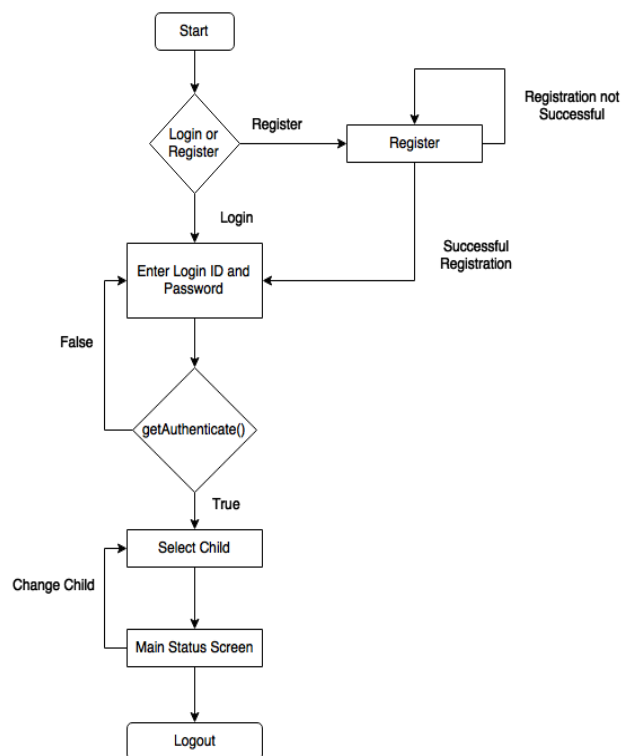 Start
Login or
Register
Register
Register
Registration not
Successful
Login
Successful
Registration
Enter Login ID and
Password
False
getAuthenticate()
True
Select Child
Change Child
Main Status Screen
Logout